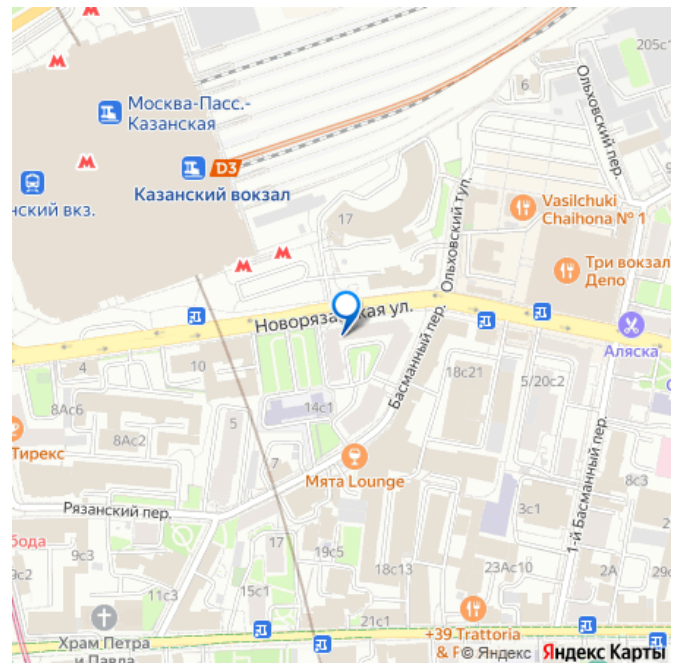 205с1
Ольховский пер.
6
М
Москва-Пасс.-
Казанская
М
D3
Казанский вокзал
нский вкз.
17
Ольховский туп.
Vasilchuki
Chaihona № 1
М
М
Три вокзал
Депо
Новорязанская ул.
Аляска
4
10
Басманный пер.
18с21
5/20с2
8Ас6
14с1
8Ас2
5
Тирекс
7
Мята Lounge
1-й Басманный пер.
8с3
Рязанский пер.
3с1
бода
17
19с5
9с3
9с2
18с13
23Ас10
2А
29с
11с3
15с1
21с1
Храм Петра
и Павла
+39 Trattoria
& P
© Яндекс Яндекс Карты